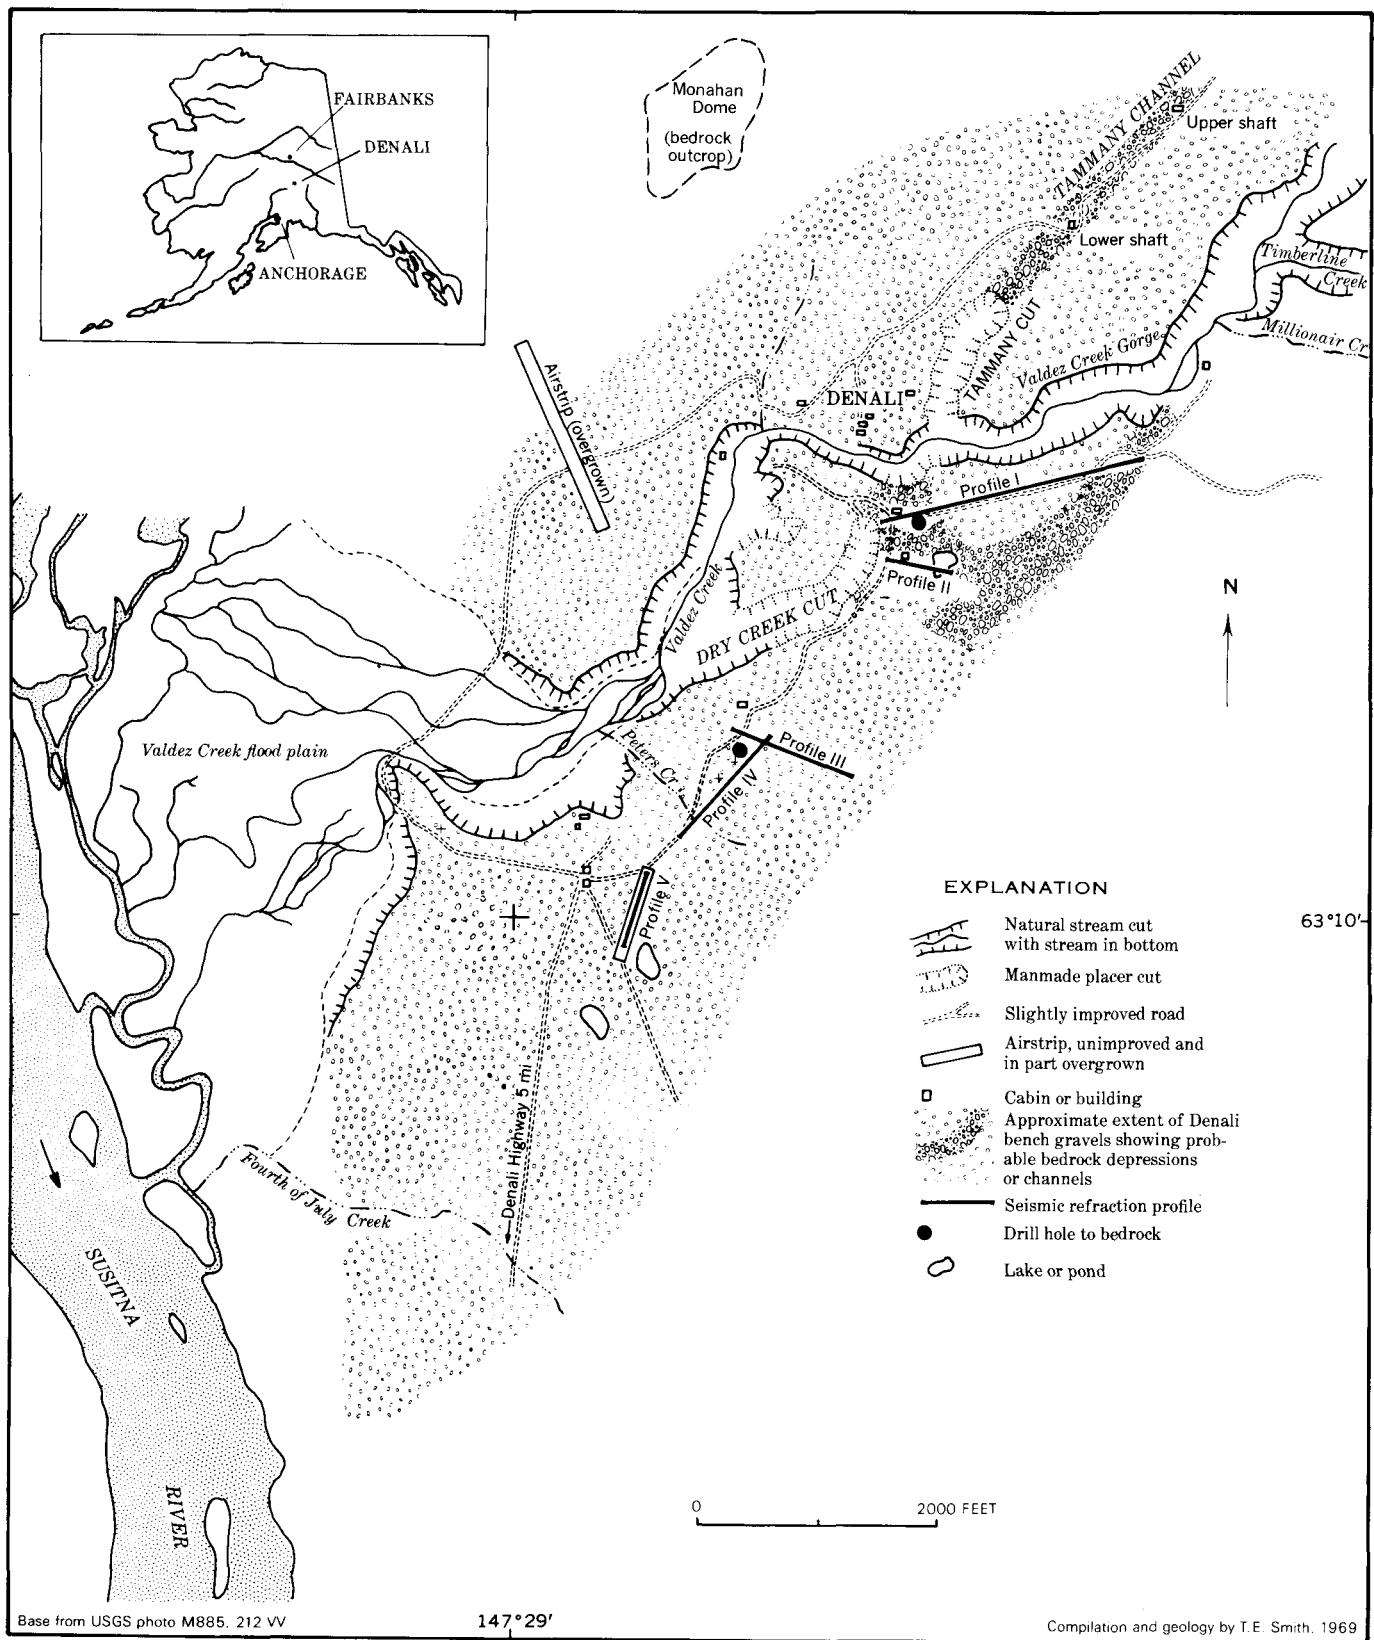 FAIRBANKS
DENALI
ANCHORAGE
Monahan
Dome
(bedrock
outcrop)
TAMMANY CHANNEL
Upper shaft
Lower shaft
Timberline
Creek
Millionair Cr
TAMMANY CUT
Valdez Creek Gorge
Airstrip (overgrown)
DENALI
Profile I
Profile II
Valdez Creek
DRY CREEK CUT
N
Valdez Creek flood plain
Peters Cr
Profile III
Profile IV
Profile V
EXPLANATION
Natural stream cut
with stream in bottom
Manmade placer cut
Slightly improved road
Airstrip, unimproved and
in part overgrown
Cabin or building
Approximate extent of Denali
bench gravels showing prob-
able bedrock depressions
or channels
Seismic refraction profile
Drill hole to bedrock
Lake or pond
63°10'
Denali Highway 5 mi
Fourth of July Creek
SUSITNA
RIVER
0 2000 FEET
Base from USGS photo M885, 212 VV
147°29'
Compilation and geology by T.E. Smith, 1969